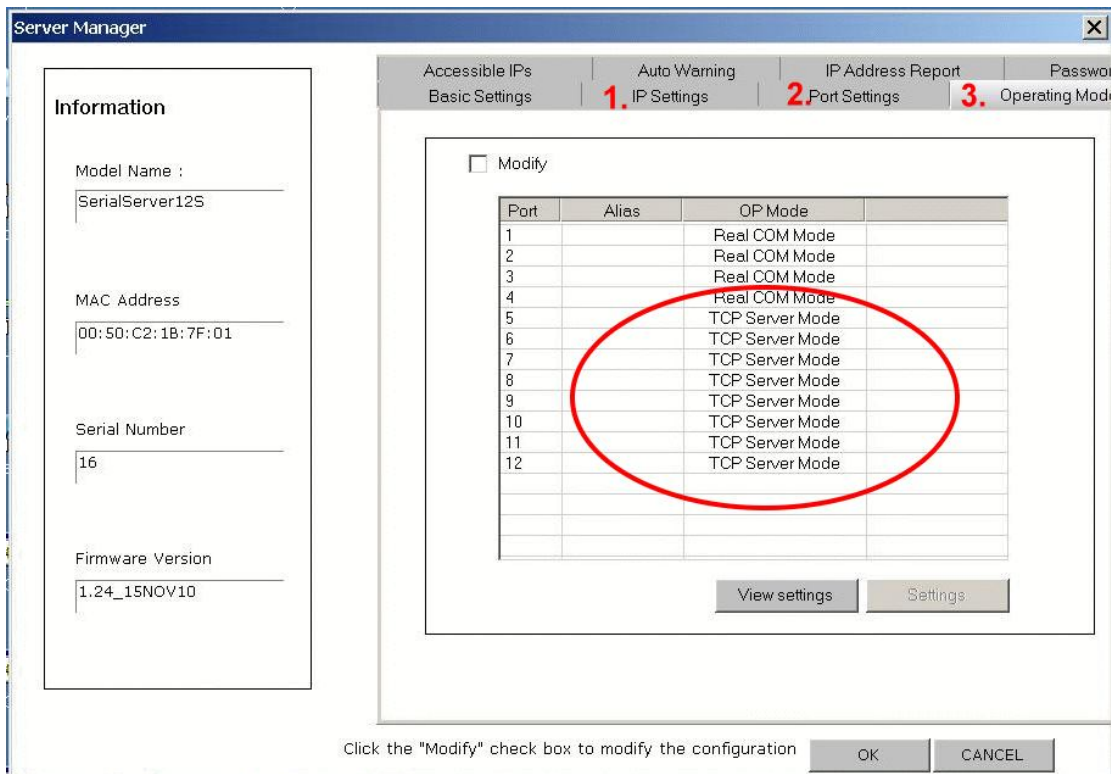 Server Manager
Information
Model Name :
SerialServer12S
MAC Address
00:50:C2:1B:7F:01
Serial Number
16
Firmware Version
1.24_15NOV10
Accessible IPs Auto Warning IP Address Report Passwor
Basic Settings 1. IP Settings 2. Port Settings 3. Operating Mode
Modify
Port Alias OP Mode
1 Real COM Mode
2 Real COM Mode
3 Real COM Mode
4 Real COM Mode
5 TCP Server Mode
6 TCP Server Mode
7 TCP Server Mode
8 TCP Server Mode
9 TCP Server Mode
10 TCP Server Mode
11 TCP Server Mode
12 TCP Server Mode
View settings Settings
Click the "Modify" check box to modify the configuration OK CANCEL